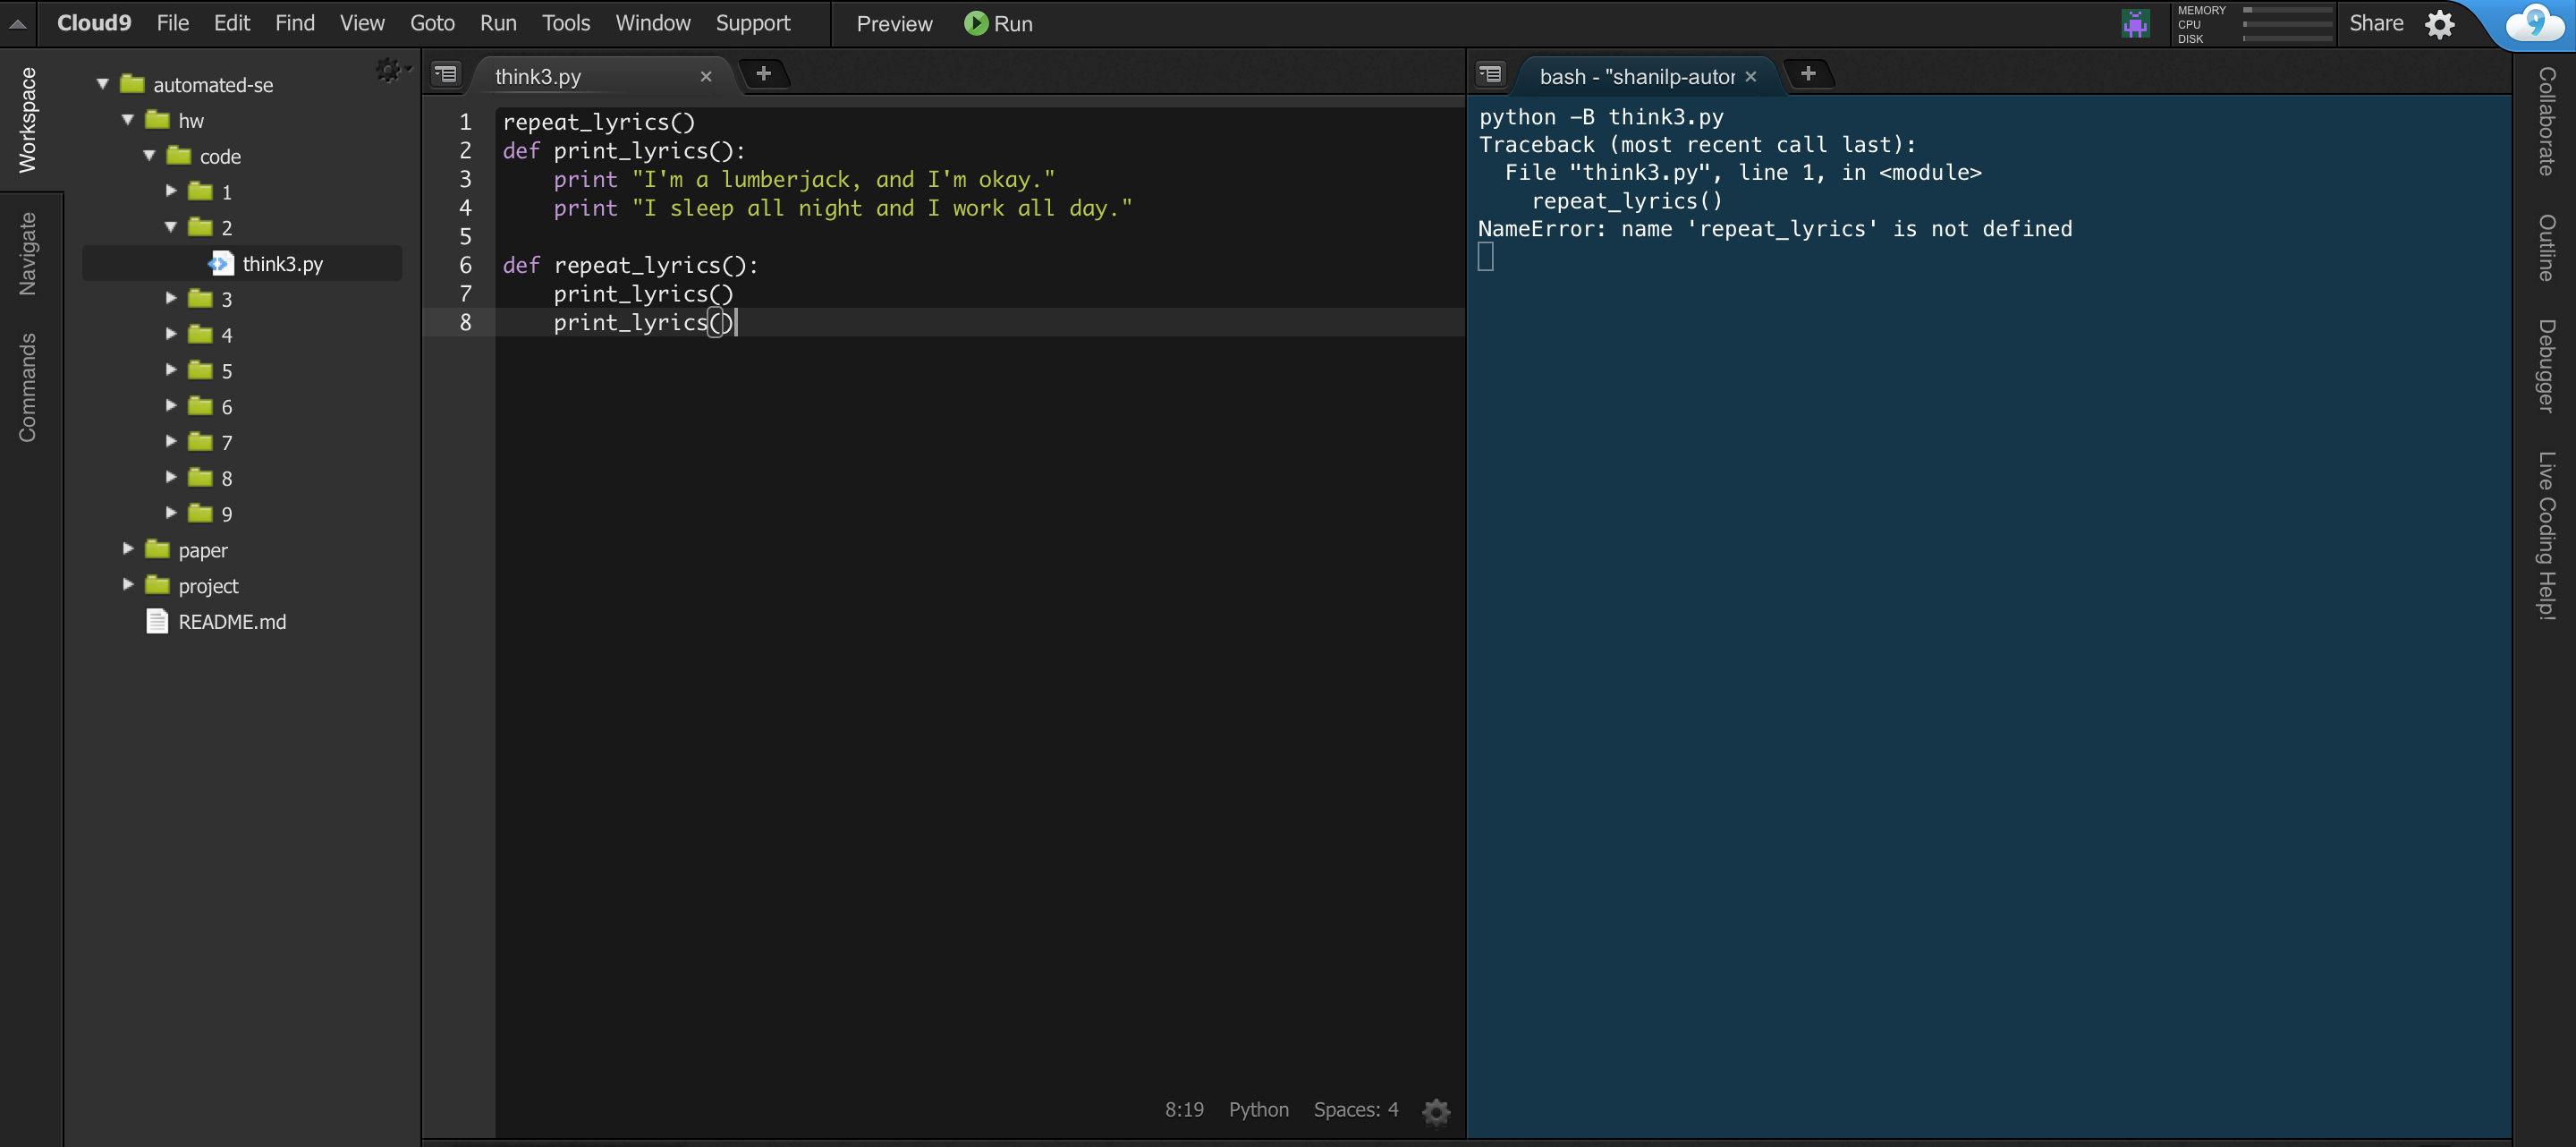 Cloud9 File Edit Find View Goto Run Tools Window Support Preview Run
MEMORY
CPU
DISK
Share
9
Workspace
Navigate
Commands
automated-se
hw
code
1
2
think3.py
3
4
5
6
7
8
9
paper
project
README.md
think3.py
1 repeat_lyrics()
2 def print_lyrics():
3     print "I'm a lumberjack, and I'm okay."
4     print "I sleep all night and I work all day."
5
6 def repeat_lyrics():
7     print_lyrics()
8     print_lyrics()
8:19 Python Spaces: 4
bash - "shanilp-autor
python -B think3.py
Traceback (most recent call last):
  File "think3.py", line 1, in <module>
    repeat_lyrics()
NameError: name 'repeat_lyrics' is not defined
Collaborate
Outline
Debugger
Live Coding Help!